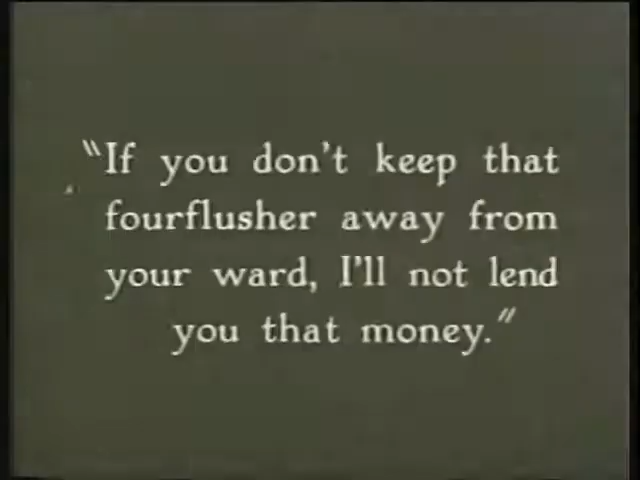 "If you don't keep that
fourflusher away from
your ward, I'll not lend
you that money."